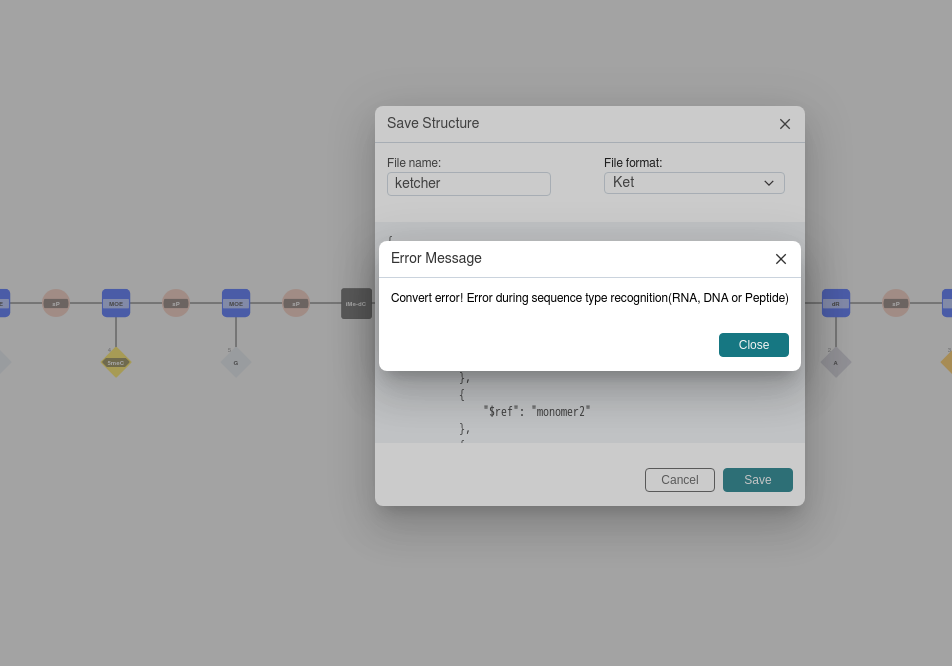 Save Structure
File name:
File format:
ketcher
Ket
{
Error Message
Convert error! Error during sequence type recognition(RNA, DNA or Peptide)
Close
},
{
"$ref": "monomer2"
},
{
Cancel
Save
E
sP
MOE
sP
MOE
sP
dR
sP
5meC
G
A